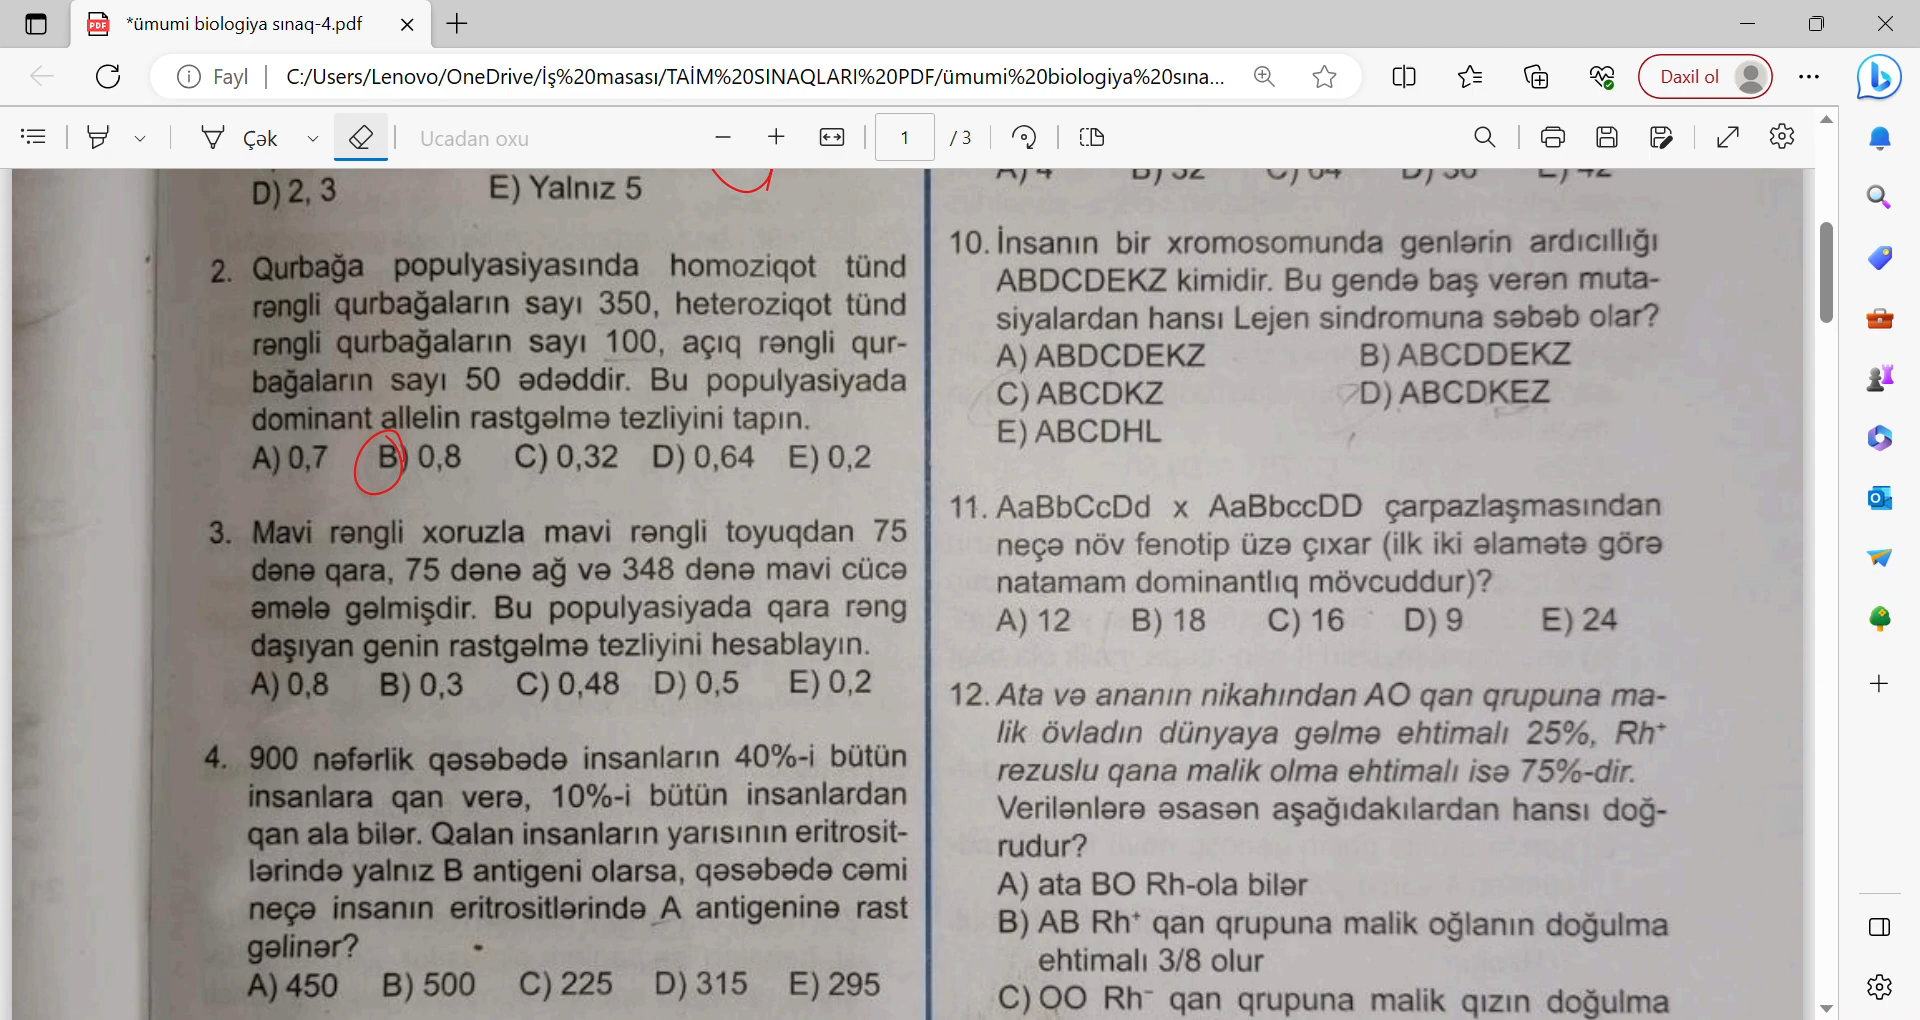 *ümumi biologiya sınaq-4.pdf
Fayl
C:/Users/Lenovo/OneDrive/İş%20masası/TAİM%20SINAQLARI%20PDF/ümumi%20biologiya%20sına...
Daxil ol
Çək
Ucadan oxu
1
/ 3
D) 2, 3 E) Yalnız 5
2. Qurbağa populyasiyasında homoziqot tünd
rəngli qurbağaların sayı 350, heteroziqot tünd
rəngli qurbağaların sayı 100, açıq rəngli qur-
bağaların sayı 50 ədəddir. Bu populyasiyada
dominant allelin rastgəlmə tezliyini tapın.
A) 0,7 B) 0,8 C) 0,32 D) 0,64 E) 0,2
3. Mavi rəngli xoruzla mavi rəngli toyuqdan 75
dənə qara, 75 dənə ağ və 348 dənə mavi cücə
əmələ gəlmişdir. Bu populyasiyada qara rəng
daşıyan genin rastgəlmə tezliyini hesablayın.
A) 0,8 B) 0,3 C) 0,48 D) 0,5 E) 0,2
4. 900 nəfərlik qəsəbədə insanların 40%-i bütün
insanlara qan verə, 10%-i bütün insanlardan
qan ala bilər. Qalan insanların yarısının eritrosit-
lərində yalnız B antigeni olarsa, qəsəbədə cəmi
neçə insanın eritrositlərində A antigeninə rast
gəlinər?
A) 450 B) 500 C) 225 D) 315 E) 295
10. İnsanın bir xromosomunda genlərin ardıcıllığı
ABDCDEKZ kimidir. Bu gendə baş verən muta-
siyalardan hansı Lejen sindromuna səbəb olar?
A) ABDCDEKZ B) ABCDDEKZ
C) ABCDKZ D) ABCDKEZ
E) ABCDHL
11. AaBbCcDd x AaBbccDD çarpazlaşmasından
neçə növ fenotip üzə çıxar (ilk iki əlamətə görə
natamam dominantlıq mövcuddur)?
A) 12 B) 18 C) 16 D) 9 E) 24
12. Ata və ananın nikahından AO qan qrupuna ma-
lik övladın dünyaya gəlmə ehtimalı 25%, Rh⁺
rezuslu qana malik olma ehtimalı isə 75%-dir.
Verilənlərə əsasən aşağıdakılardan hansı doğ-
rudur?
A) ata BO Rh-ola bilər
B) AB Rh⁺ qan qrupuna malik oğlanın doğulma
ehtimalı 3/8 olur
C) OO Rh⁻ qan qrupuna malik qızın doğulma